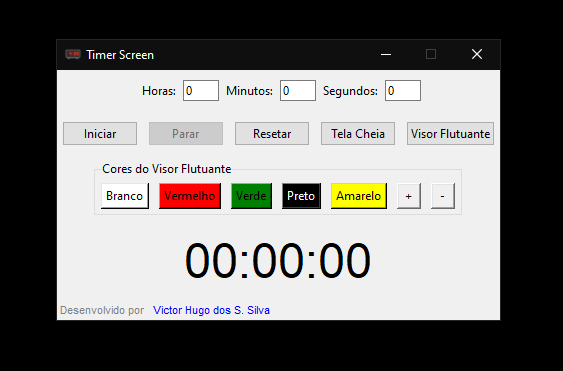 Timer Screen
Horas: 0 Minutos: 0 Segundos: 0
Iniciar Parar Resetar Tela Cheia Visor Flutuante
Cores do Visor Flutuante
Branco Vermelho Verde Preto Amarelo + -
00:00:00
Desenvolvido por Victor Hugo dos S. Silva